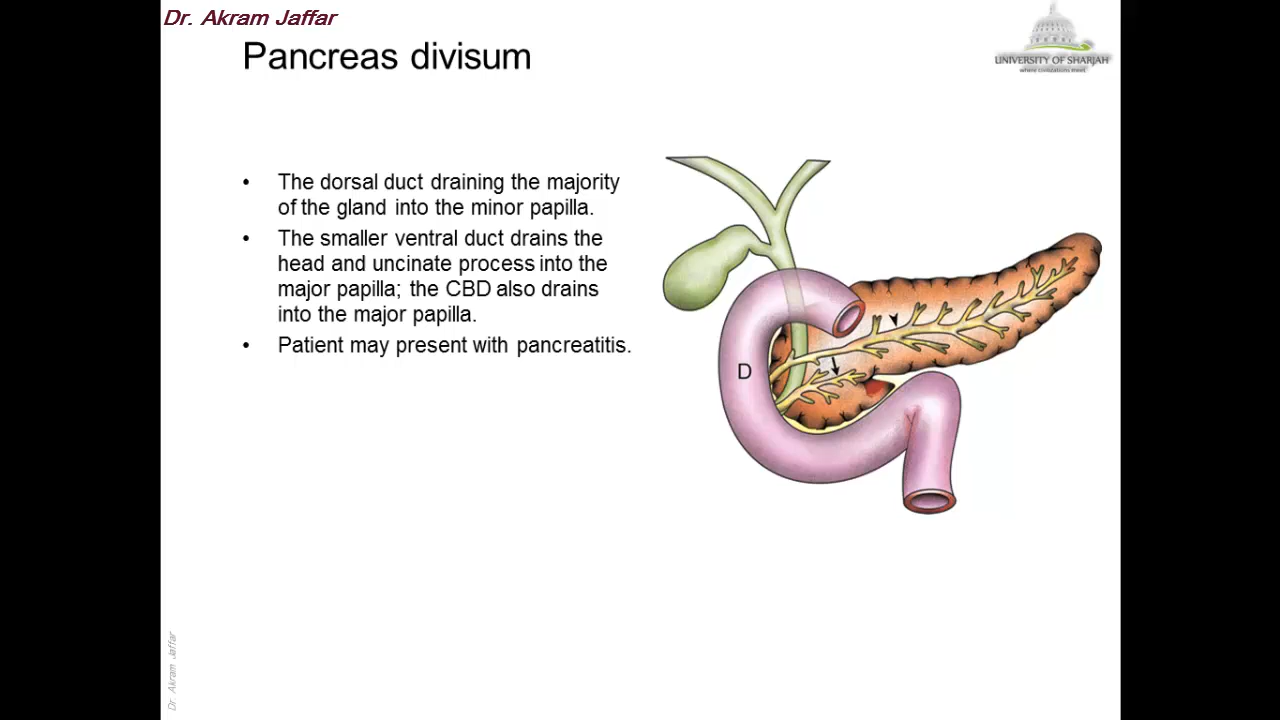 Dr. Akram Jaffar
Pancreas divisum
UNIVERSITY OF SHARJAH
where civilizations meet
• The dorsal duct draining the majority
of the gland into the minor papilla.
• The smaller ventral duct drains the
head and uncinate process into the
major papilla; the CBD also drains
into the major papilla.
• Patient may present with pancreatitis.
D
Dr. Akram Jaffar